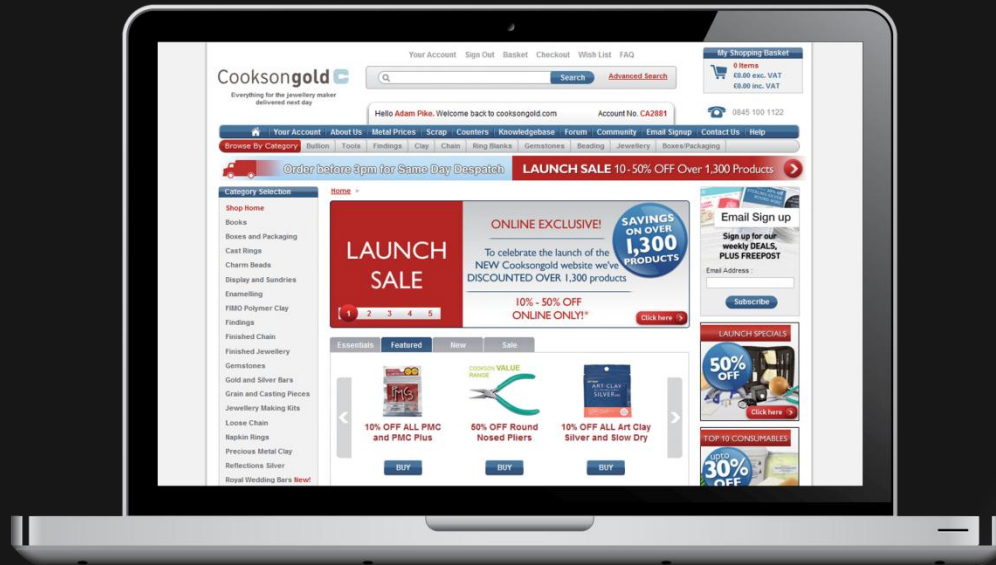 Your Account Sign Out Basket Checkout Wish List FAQ
My Shopping Basket
0 Items
£0.00 exc. VAT
£0.00 inc. VAT
Cooksongold
Everything for the jewellery maker
delivered next day
Search
Advanced Search
Hello Adam Pike. Welcome back to cooksongold.com
Account No. CA2881
0845 100 1122
Your Account About Us Metal Prices Scrap Counters Knowledgebase Forum Community Email Signup Contact Us Help
Browse By Category Bullion Tools Findings Clay Chain Ring Blanks Gemstones Beading Jewellery Boxes/Packaging
Order before 3pm for Same Day Despatch
LAUNCH SALE 10-50% OFF Over 1,300 Products
Category Selection
Shop Home
Books
Boxes and Packaging
Cast Rings
Charm Beads
Display and Sundries
Enamelling
FIMO Polymer Clay
Findings
Finished Chain
Finished Jewellery
Gemstones
Gold and Silver Bars
Grain and Casting Pieces
Jewellery Making Kits
Loose Chain
Napkin Rings
Precious Metal Clay
Reflections Silver
Royal Wedding Bars New!
Home »
LAUNCH
SALE
1 2 3 4 5
ONLINE EXCLUSIVE!
To celebrate the launch of the
NEW Cooksongold website we've
DISCOUNTED OVER 1,300 products
10% - 50% OFF
ONLINE ONLY!*
SAVINGS
ON OVER
1,300
PRODUCTS
Click here
Essentials Featured New Sale
PMC
10% OFF ALL PMC
and PMC Plus
BUY
COOKSON VALUE
RANGE
50% OFF Round
Nosed Pliers
BUY
ART CLAY
SILVER
10% OFF ALL Art Clay
Silver and Slow Dry
BUY
Email Sign up
Sign up for our
weekly DEALS,
PLUS FREEPOST
Email Address :
Subscribe
LAUNCH SPECIALS
50%
OFF
Click here
TOP 10 CONSUMABLES
upto
30%
OFF